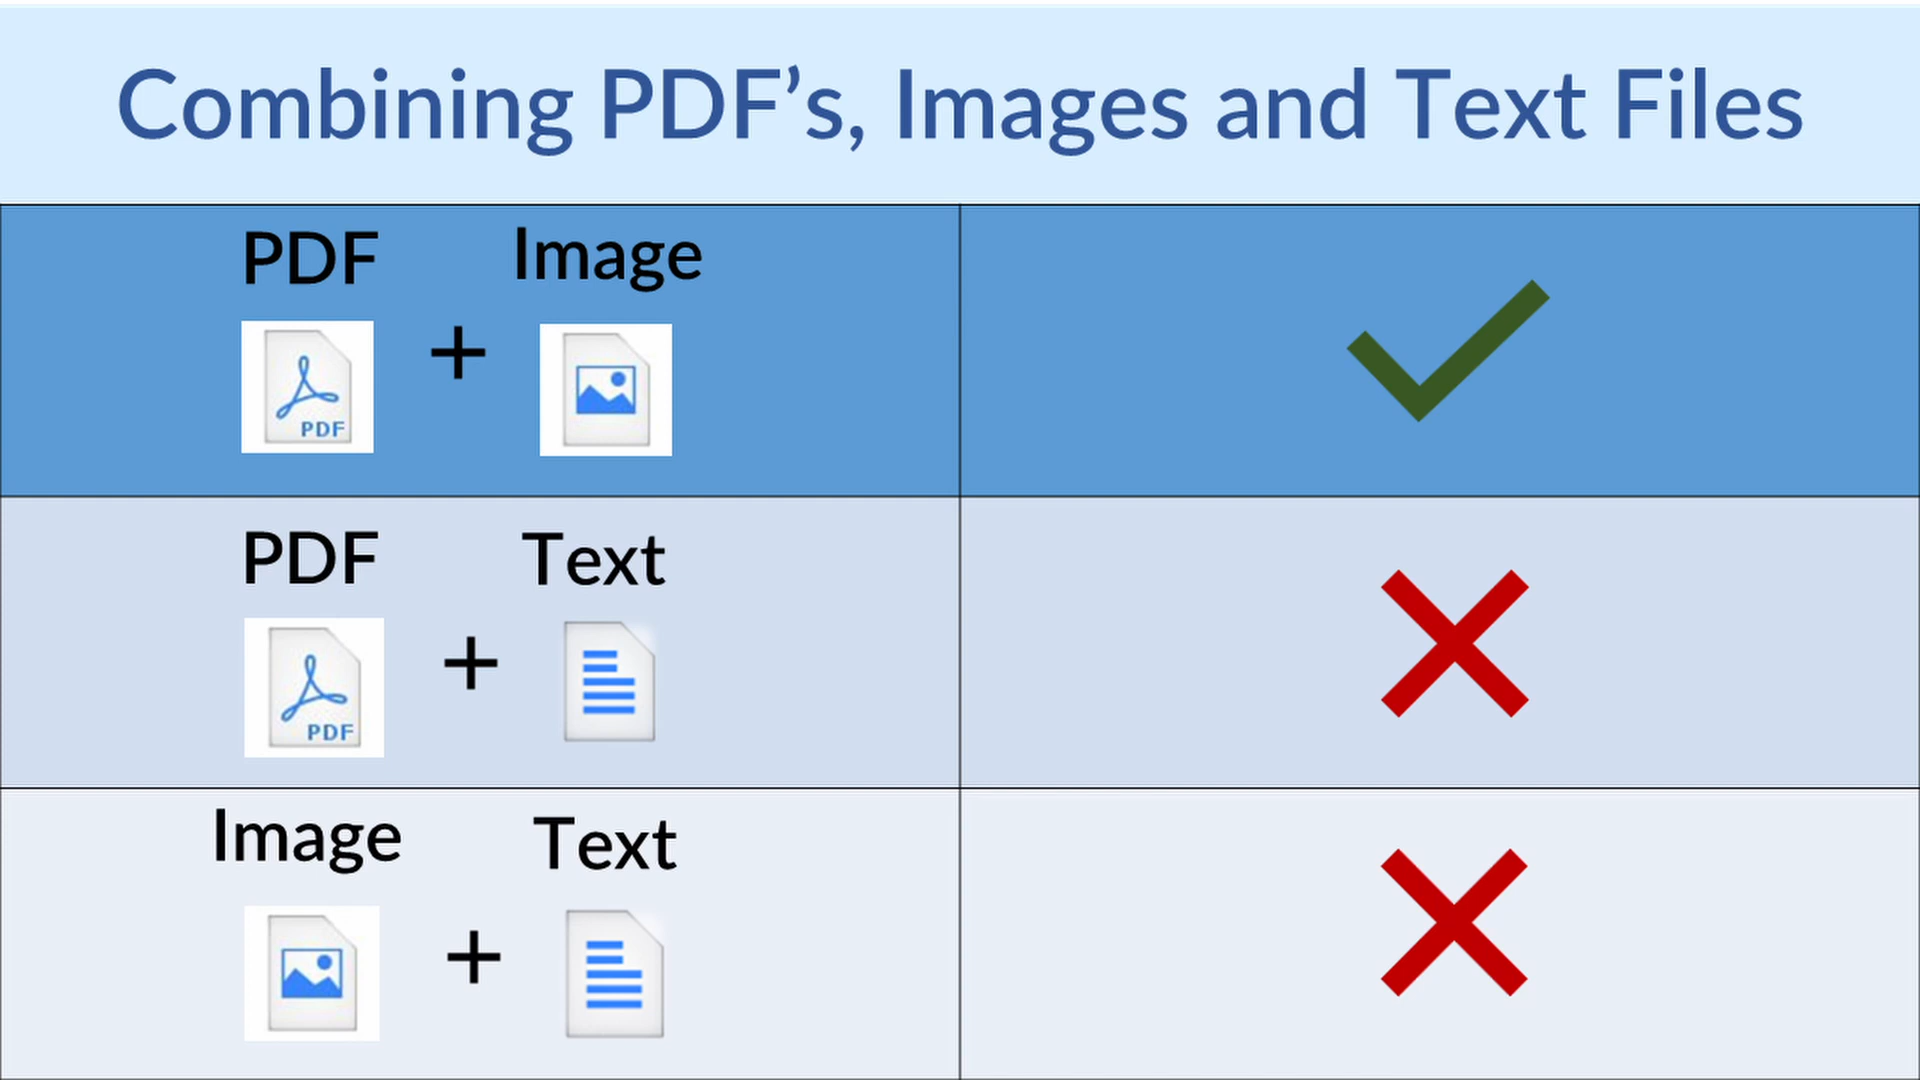 Combining PDF’s, Images and Text Files
PDF + Image
PDF
PDF + Text
PDF
Image + Text